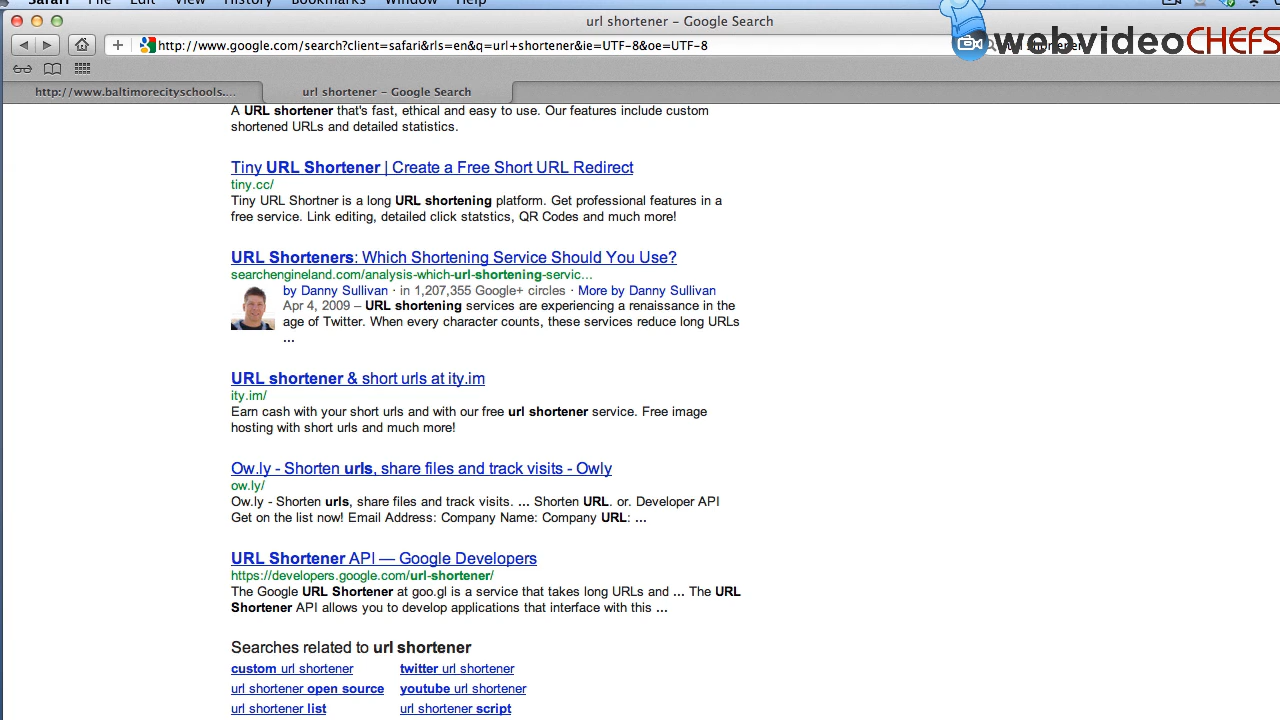 Safari File Edit View History Bookmarks Window Help
url shortener – Google Search
http://www.google.com/search?client=safari&rls=en&q=url+shortener&ie=UTF-8&oe=UTF-8
webvideoCHEFS
http://www.baltimorecityschools.... url shortener – Google Search
A URL shortener that's fast, ethical and easy to use. Our features include custom
shortened URLs and detailed statistics.
Tiny URL Shortener | Create a Free Short URL Redirect
tiny.cc/
Tiny URL Shortner is a long URL shortening platform. Get professional features in a
free service. Link editing, detailed click statstics, QR Codes and much more!
URL Shorteners: Which Shortening Service Should You Use?
searchengineland.com/analysis-which-url-shortening-servic...
by Danny Sullivan · in 1,207,355 Google+ circles · More by Danny Sullivan
Apr 4, 2009 – URL shortening services are experiencing a renaissance in the
age of Twitter. When every character counts, these services reduce long URLs
...
URL shortener & short urls at ity.im
ity.im/
Earn cash with your short urls and with our free url shortener service. Free image
hosting with short urls and much more!
Ow.ly - Shorten urls, share files and track visits - Owly
ow.ly/
Ow.ly - Shorten urls, share files and track visits. ... Shorten URL. or. Developer API
Get on the list now! Email Address: Company Name: Company URL: ...
URL Shortener API — Google Developers
https://developers.google.com/url-shortener/
The Google URL Shortener at goo.gl is a service that takes long URLs and ... The URL
Shortener API allows you to develop applications that interface with this ...
Searches related to url shortener
custom url shortener twitter url shortener
url shortener open source youtube url shortener
url shortener list url shortener script